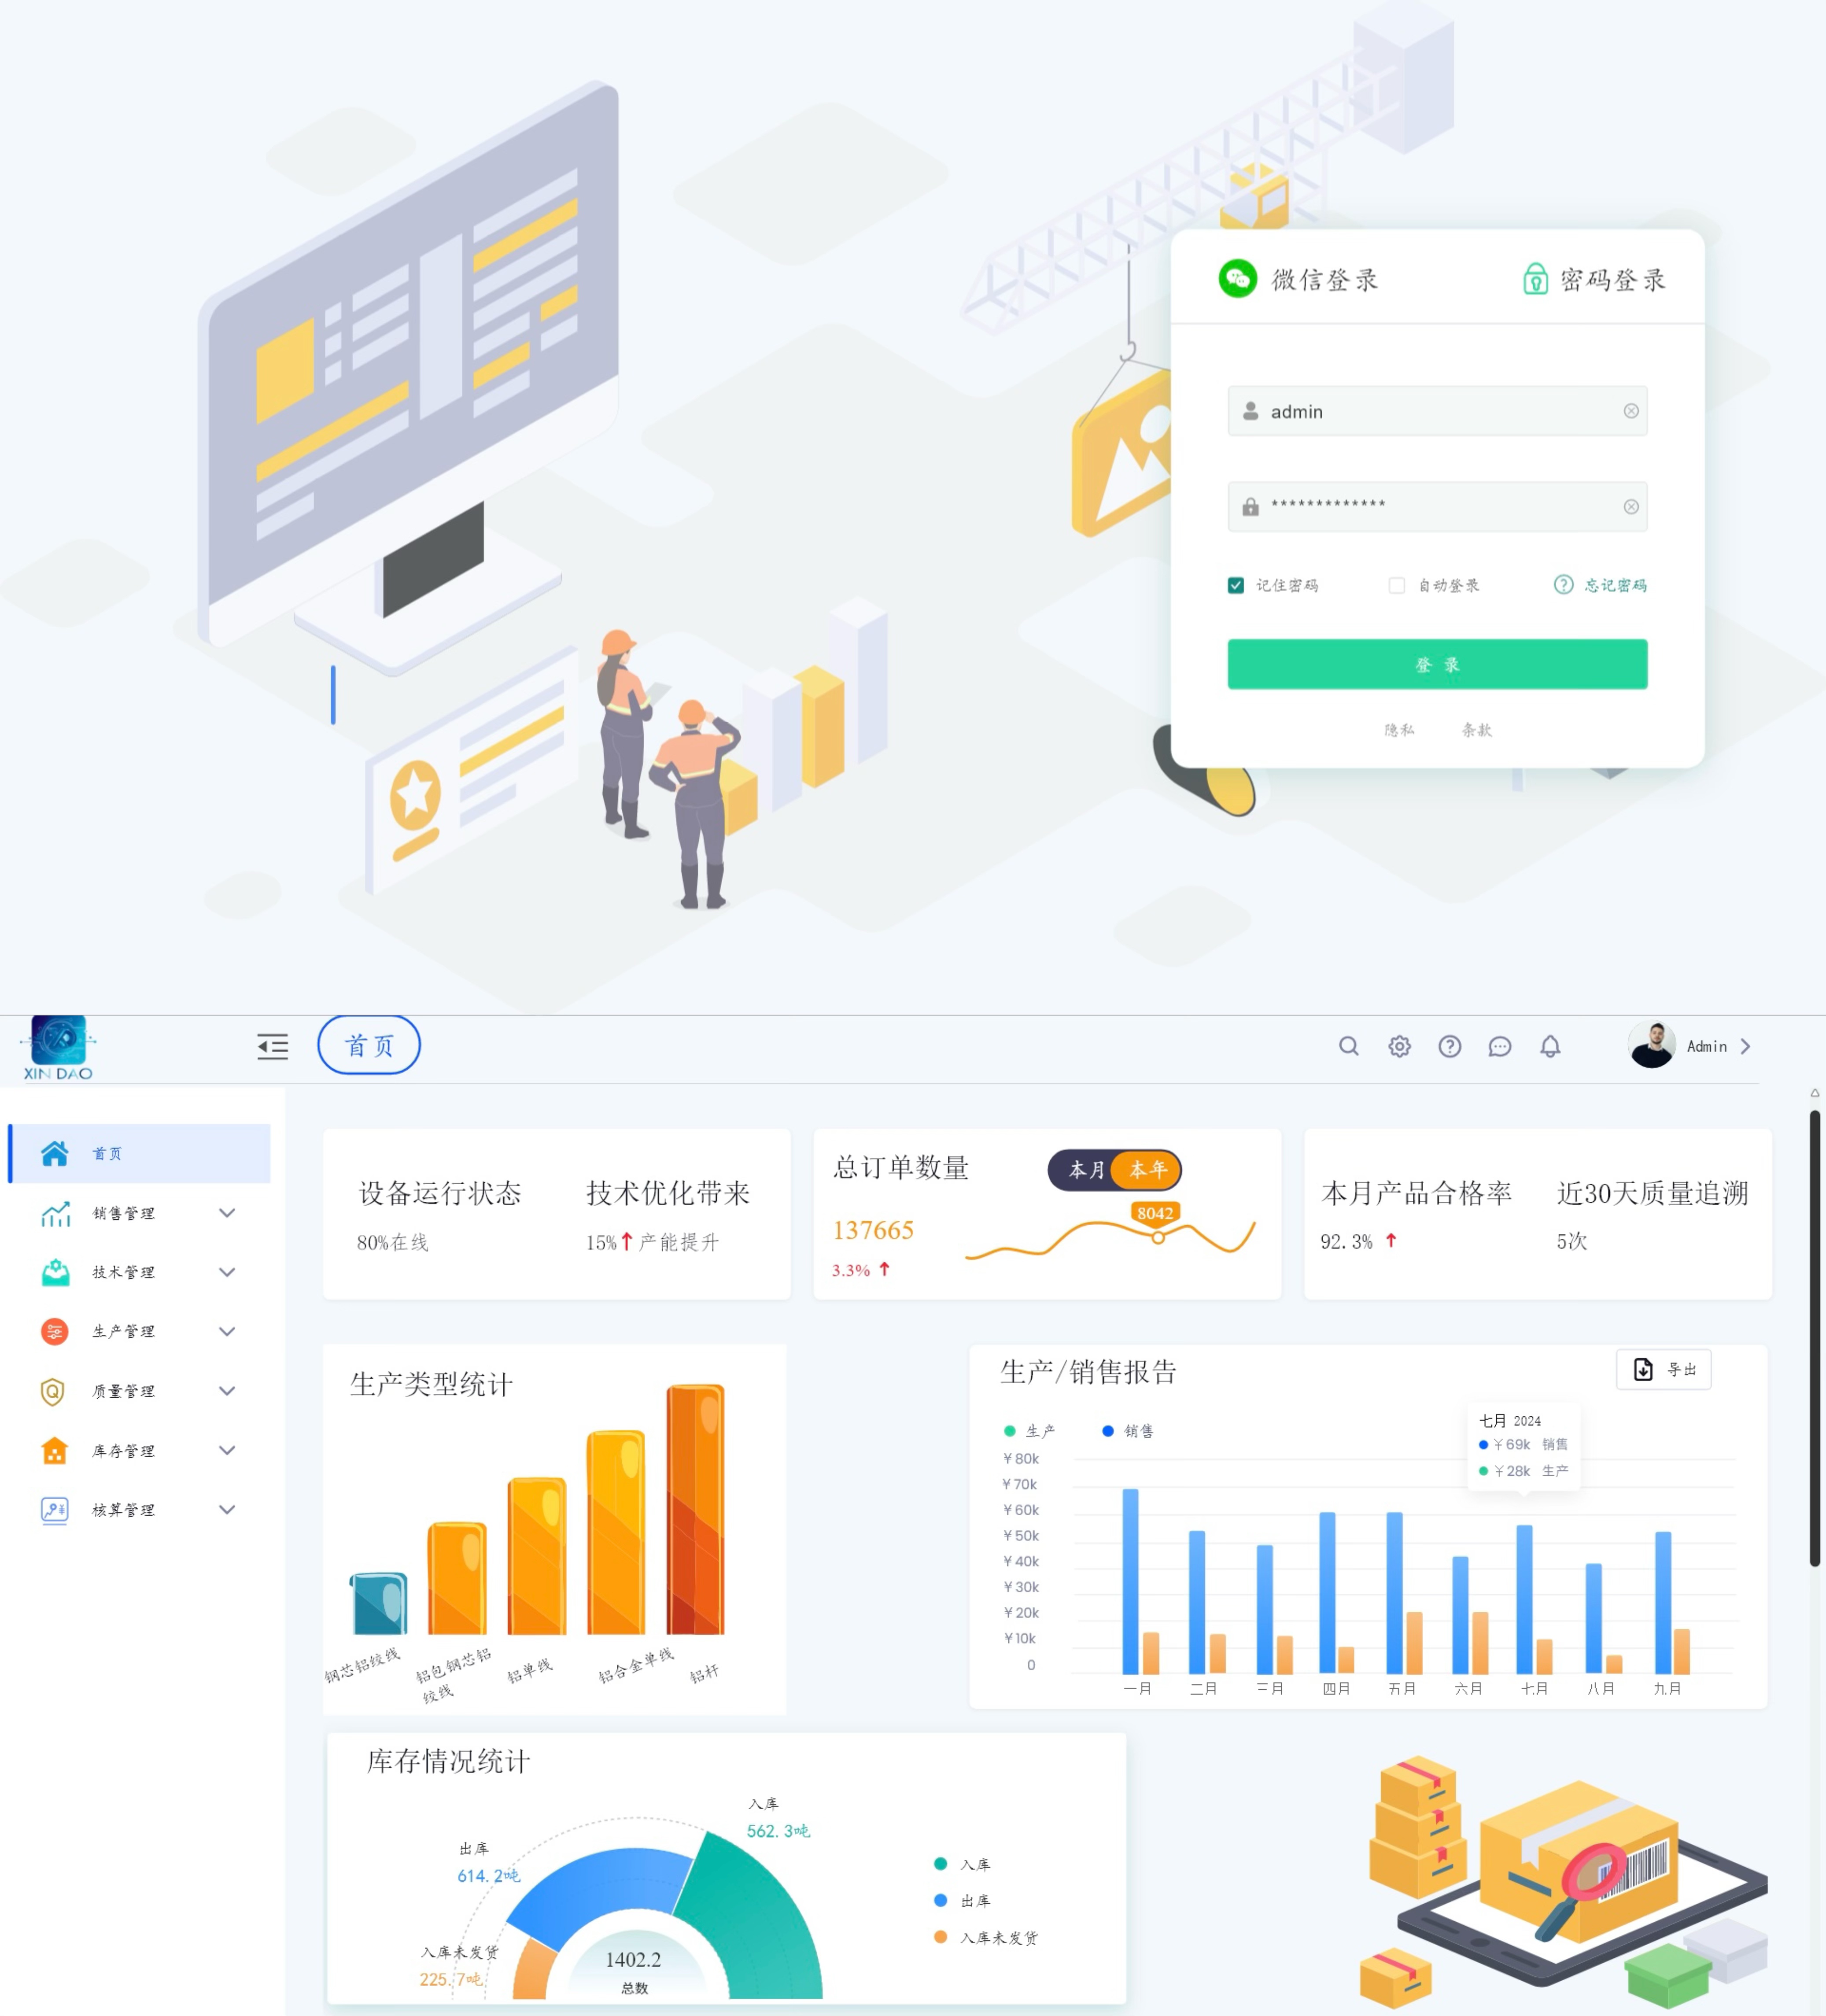 微信登录
密码登录
admin
*************
记住密码
自动登录
忘记密码
登 录
隐私
条款
XIN DAO
首页
Admin
首页
销售管理
技术管理
生产管理
质量管理
库存管理
核算管理
设备运行状态
80%在线
技术优化带来
15% 产能提升
总订单数量
本月
本年
137665
3.3%
8042
本月产品合格率
92.3%
近30天质量追溯
5次
生产类型统计
钢芯铝绞线
铝包钢芯铝
绞线
铝单线
铝合金单线
铝杆
生产/销售报告
导出
生产
销售
七月 2024
￥69k 销售
￥28k 生产
￥80k
￥70k
￥60k
￥50k
￥40k
￥30k
￥20k
￥10k
0
一月
二月
三月
四月
五月
六月
七月
八月
九月
库存情况统计
入库
562.3吨
出库
614.2吨
入库未发货
225.7吨
1402.2
总数
入库
出库
入库未发货